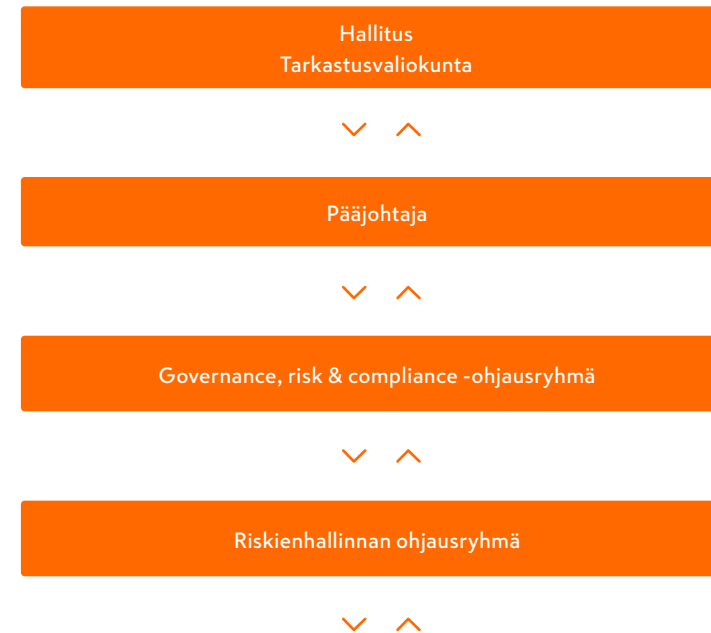 Hallitus
Tarkastusvaliokunta
Pääjohtaja
Governance, risk & compliance -ohjausryhmä
Riskienhallinnan ohjausryhmä